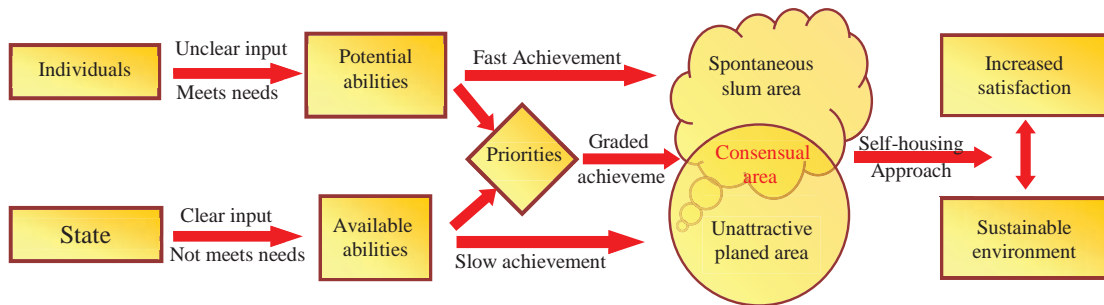 Individuals
Unclear input
Meets needs
Potential
abilities
Fast Achievement
Spontaneous
slum area
Increased
satisfaction
Priorities
Graded
achieveme
Consensual
area
Self-housing
Approach
State
Clear input
Not meets needs
Available
abilities
Slow achievement
Unattractive
planed area
Sustainable
environment